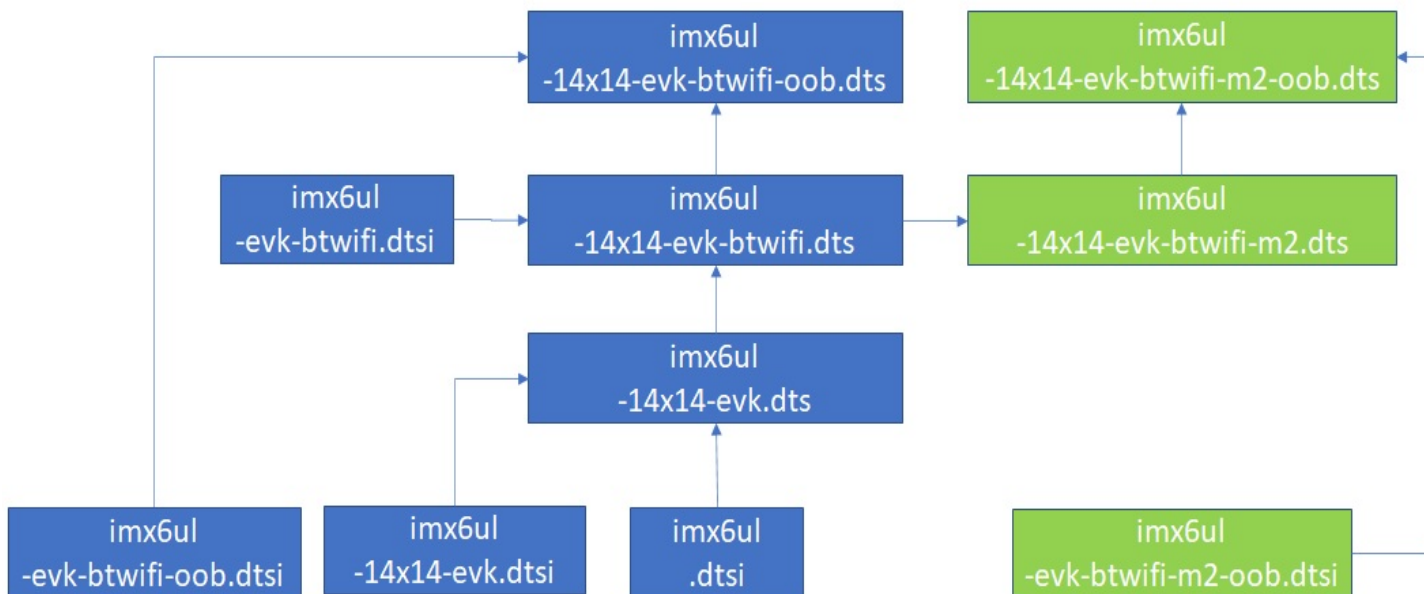 imx6ul
-14x14-evk-btwifi-oob.dts
imx6ul
-14x14-evk-btwifi-m2-oob.dts
imx6ul
-evk-btwifi.dtsi
imx6ul
-14x14-evk-btwifi.dts
imx6ul
-14x14-evk-btwifi-m2.dts
imx6ul
-14x14-evk.dts
imx6ul
-evk-btwifi-oob.dtsi
imx6ul
-14x14-evk.dtsi
imx6ul
.dtsi
imx6ul
-evk-btwifi-m2-oob.dtsi